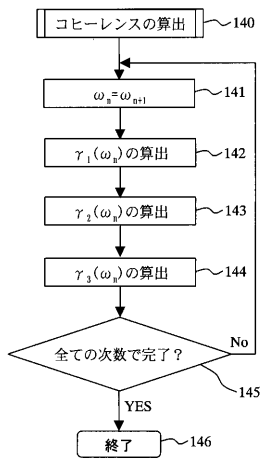 コヒーレンスの算出
140
ωn=ωn+1
141
γ1(ωn)の算出
142
γ2(ωn)の算出
143
γ3(ωn)の算出
144
全ての次数で完了？
No
145
YES
終了
146